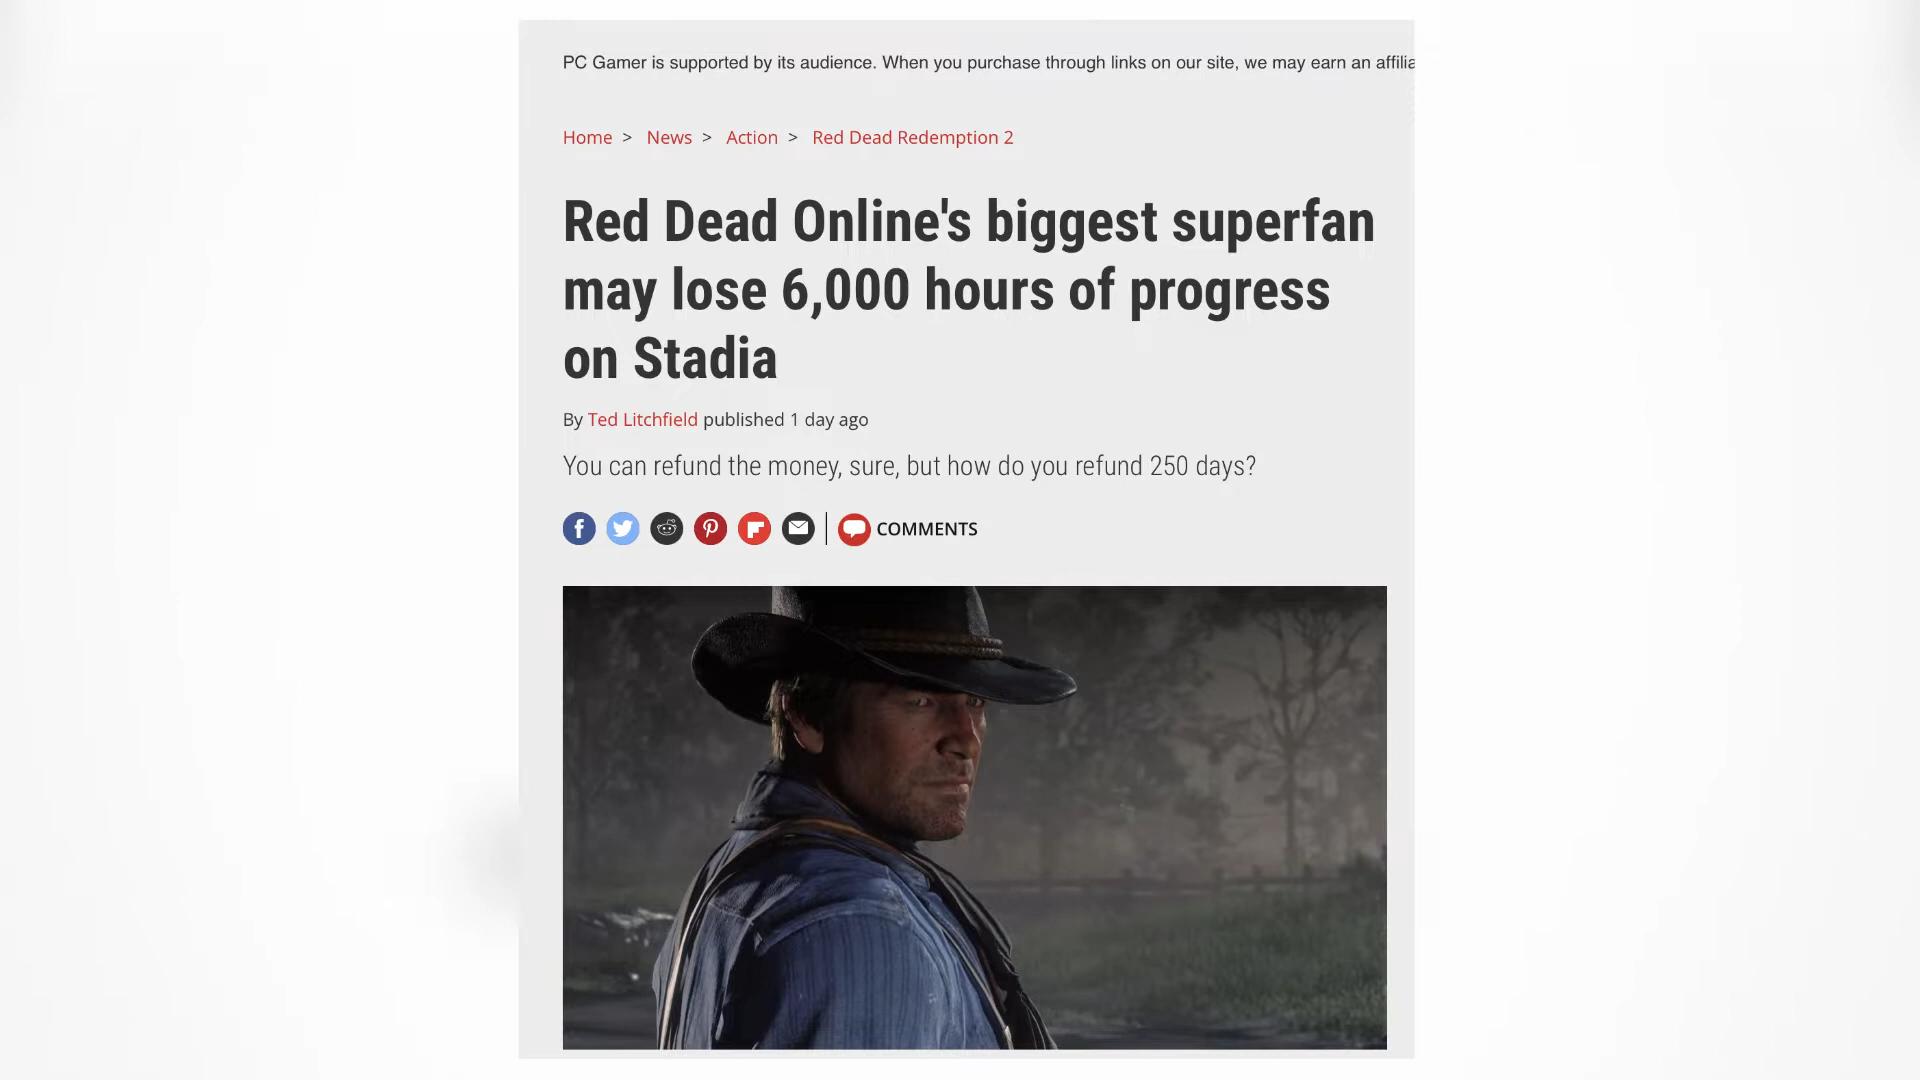 PC Gamer is supported by its audience. When you purchase through links on our site, we may earn an affilia
Home > News > Action > Red Dead Redemption 2
Red Dead Online's biggest superfan
may lose 6,000 hours of progress
on Stadia
By Ted Litchfield published 1 day ago
You can refund the money, sure, but how do you refund 250 days?
COMMENTS